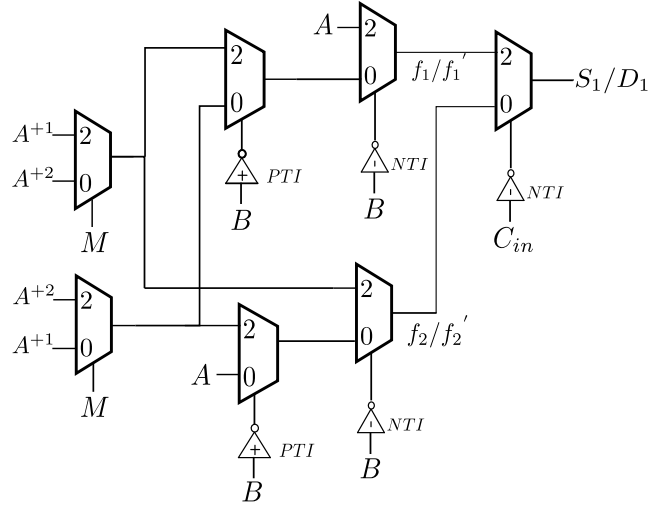 A
2
2
0
0
f₁/f₁′
2
0
S₁/D₁
A⁺¹
2
A⁺²
0
M
+
PTI
B
-
NTI
B
-
NTI
C_in
A⁺²
2
A⁺¹
0
M
2
A
0
2
0
f₂/f₂′
+
PTI
B
-
NTI
B